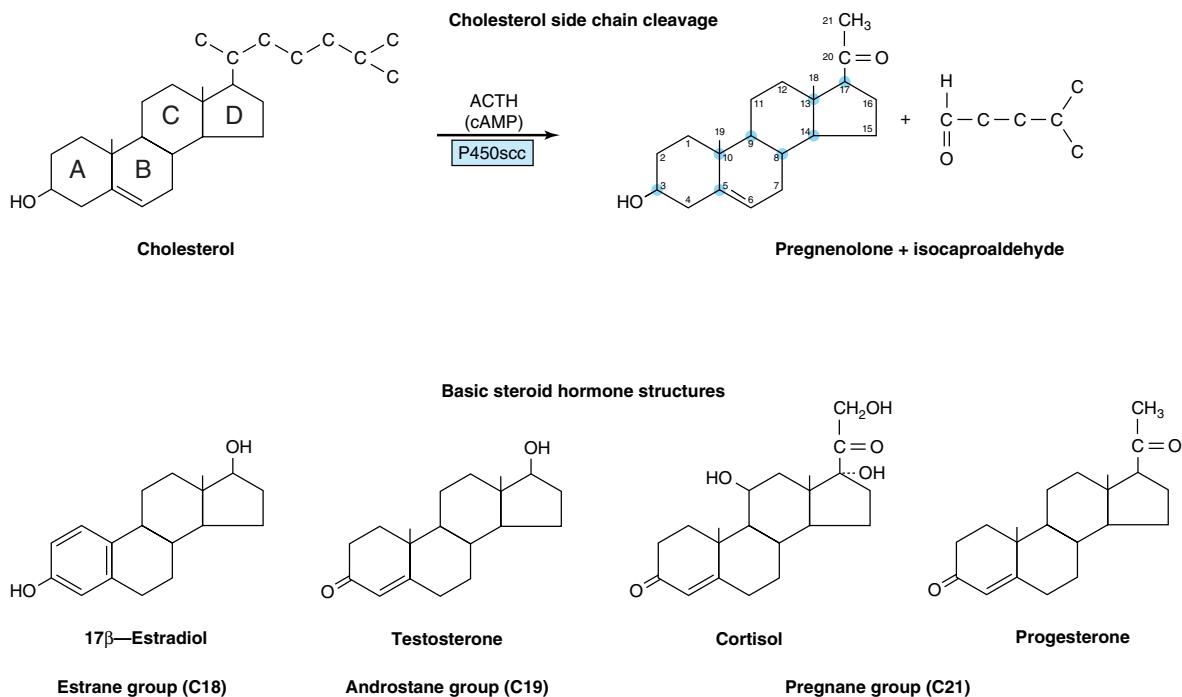 Cholesterol side chain cleavage
C C C C C
C C C C
A B C D
HO
Cholesterol
ACTH
(cAMP)
P450scc
21 CH3
20 C=O
H
C C C C C
O
+
1 2 3 4 5 6 7 8 9 10 11 12 13 14 15 16 17 18 19
HO
Pregnenolone + isocaproaldehyde
Basic steroid hormone structures
OH
HO
17β—Estradiol
Estrane group (C18)
OH
O
Testosterone
Androstane group (C19)
CH2OH
C=O
HO
OH
O
Cortisol
CH3
C=O
O
Progesterone
Pregnane group (C21)